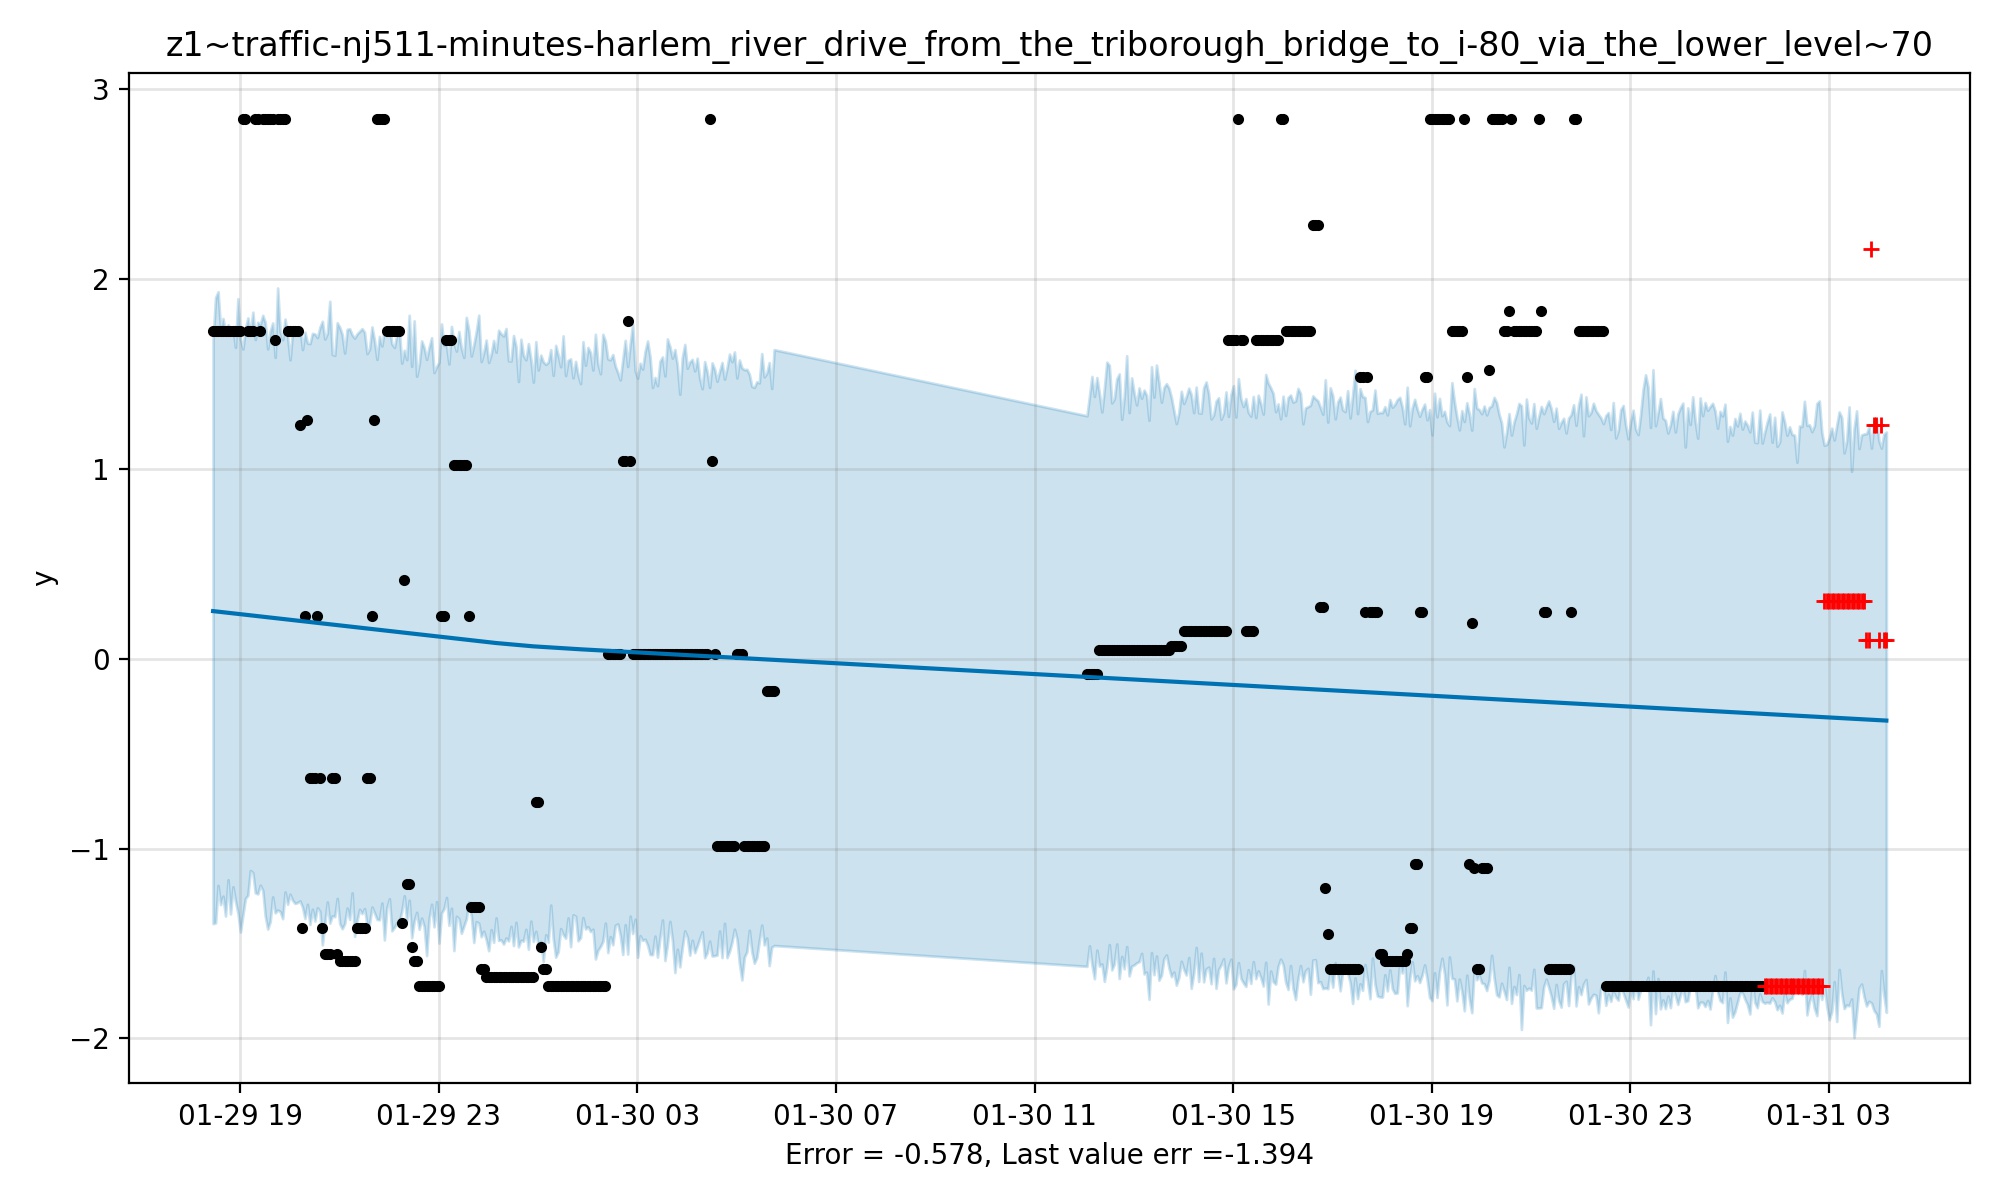 z1~traffic-nj511-minutes-harlem_river_drive_from_the_triborough_bridge_to_i-80_via_the_lower_level~70
3
2
1
0
−1
−2
y
01-29 19 01-29 23 01-30 03 01-30 07 01-30 11 01-30 15 01-30 19 01-30 23 01-31 03
Error = -0.578, Last value err =-1.394